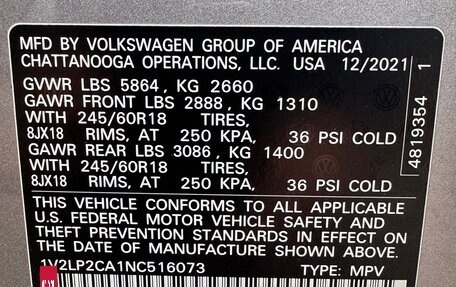 MFD BY VOLKSWAGEN GROUP OF AMERICA
CHATTANOOGA OPERATIONS, LLC. USA 12/2021
GVWR LBS 5864, KG 2660
GAWR FRONT LBS 2888, KG 1310
WITH 245/60R18 TIRES,
8JX18 RIMS, AT 250 KPA, 36 PSI COLD
GAWR REAR LBS 3086, KG 1400
WITH 245/60R18 TIRES,
8JX18 RIMS, AT 250 KPA, 36 PSI COLD
THIS VEHICLE CONFORMS TO ALL APPLICABLE
U.S. FEDERAL MOTOR VEHICLE SAFETY AND
THEFT PREVENTION STANDARDS IN EFFECT ON
THE DATE OF MANUFACTURE SHOWN ABOVE.
1V2LP2CA1NC516073 TYPE: MPV
4819354 1